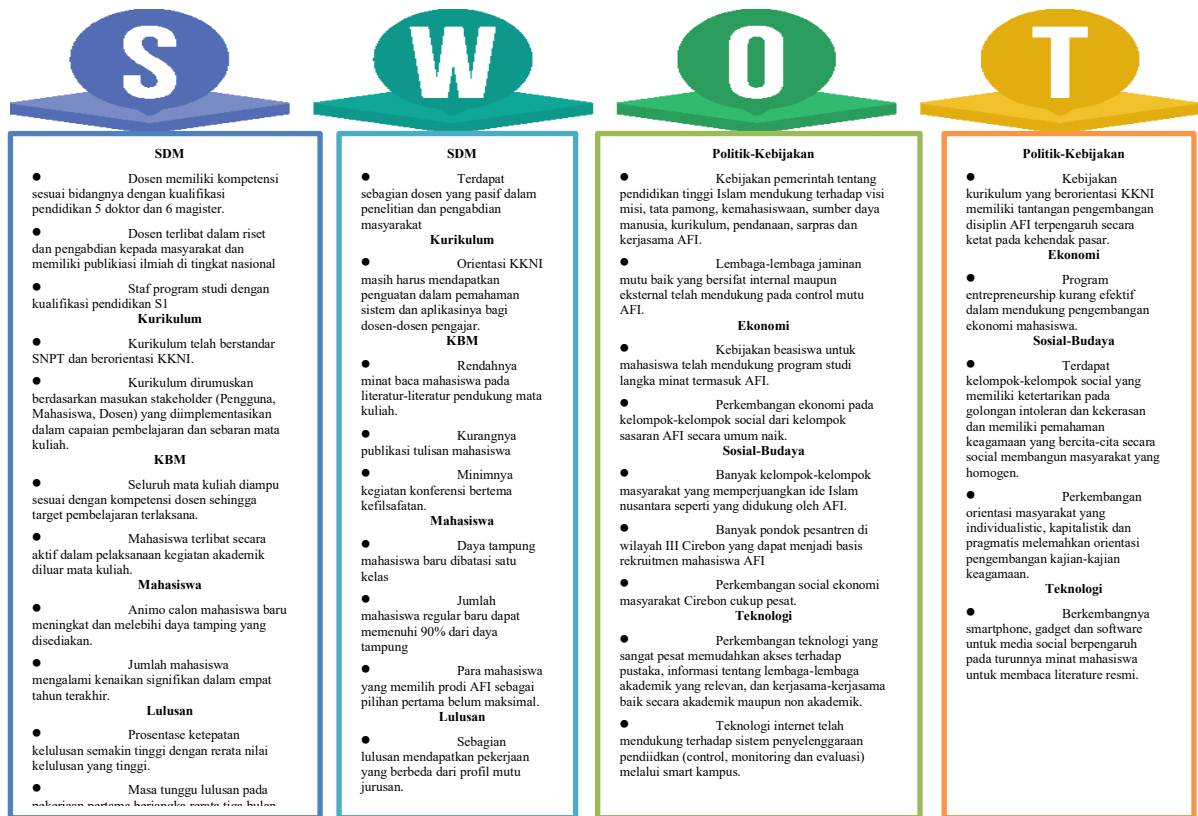 S
W
O
T
SDM
● Dosen memiliki kompetensi
sesuai bidangnya dengan kualifikasi
pendidikan 5 doktor dan 6 magister.
● Dosen terlibat dalam riset
dan pengabdian kepada masyarakat dan
memiliki publikiasi ilmiah di tingkat nasional
● Staf program studi dengan
kualifikasi pendidikan S1
Kurikulum
● Kurikulum telah berstandar
SNPT dan berorientasi KKNI.
● Kurikulum dirumuskan
berdasarkan masukan stakeholder (Pengguna,
Mahasiswa, Dosen) yang diimplementasikan
dalam capaian pembelajaran dan sebaran mata
kuliah.
KBM
● Seluruh mata kuliah diampu
sesuai dengan kompetensi dosen sehingga
target pembelajaran terlaksana.
● Mahasiswa terlibat secara
aktif dalam pelaksanaan kegiatan akademik
diluar mata kuliah.
Mahasiswa
● Animo calon mahasiswa baru
meningkat dan melebihi daya tamping yang
disediakan.
● Jumlah mahasiswa
mengalami kenaikan signifikan dalam empat
tahun terakhir.
Lulusan
● Prosentase ketepatan
kelulusan semakin tinggi dengan rerata nilai
kelulusan yang tinggi.
● Masa tunggu lulusan pada
pekerjaan pertama berjangka rerata tiga bulan
SDM
● Terdapat
sebagian dosen yang pasif dalam
penelitian dan pengabdian
masyarakat
Kurikulum
● Orientasi KKNI
masih harus mendapatkan
penguatan dalam pemahaman
sistem dan aplikasinya bagi
dosen-dosen pengajar.
KBM
● Rendahnya
minat baca mahasiswa pada
literatur-literatur pendukung mata
kuliah.
● Kurangnya
publikasi tulisan mahasiswa
● Minimnya
kegiatan konferensi bertema
kefilsafatan.
Mahasiswa
● Daya tampung
mahasiswa baru dibatasi satu
kelas
● Jumlah
mahasiswa regular baru dapat
memenuhi 90% dari daya
tampung
● Para mahasiswa
yang memilih prodi AFI sebagai
pilihan pertama belum maksimal.
Lulusan
● Sebagian
lulusan mendapatkan pekerjaan
yang berbeda dari profil mutu
jurusan.
Politik-Kebijakan
● Kebijakan pemerintah tentang
pendidikan tinggi Islam mendukung terhadap visi
misi, tata pamong, kemahasiswaan, sumber daya
manusia, kurikulum, pendanaan, sarpras dan
kerjasama AFI.
● Lembaga-lembaga jaminan
mutu baik yang bersifat internal maupun
eksternal telah mendukung pada control mutu
AFI.
Ekonomi
● Kebijakan beasiswa untuk
mahasiswa telah mendukung program studi
langka minat termasuk AFI.
● Perkembangan ekonomi pada
kelompok-kelompok social dari kelompok
sasaran AFI secara umum naik.
Sosial-Budaya
● Banyak kelompok-kelompok
masyarakat yang memperjuangkan ide Islam
nusantara seperti yang didukung oleh AFI.
● Banyak pondok pesantren di
wilayah III Cirebon yang dapat menjadi basis
rekruitmen mahasiswa AFI
● Perkembangan social ekonomi
masyarakat Cirebon cukup pesat.
Teknologi
● Perkembangan teknologi yang
sangat pesat memudahkan akses terhadap
pustaka, informasi tentang lembaga-lembaga
akademik yang relevan, dan kerjasama-kerjasama
baik secara akademik maupun non akademik.
● Teknologi internet telah
mendukung terhadap sistem penyelenggaraan
pendiidkan (control, monitoring dan evaluasi)
melalui smart kampus.
Politik-Kebijakan
● Kebijakan
kurikulum yang berorientasi KKNI
memiliki tantangan pengembangan
disiplin AFI terpengaruh secara
ketat pada kehendak pasar.
Ekonomi
● Program
entrepreneurship kurang efektif
dalam mendukung pengembangan
ekonomi mahasiswa.
Sosial-Budaya
● Terdapat
kelompok-kelompok social yang
memiliki ketertarikan pada
golongan intoleran dan kekerasan
dan memiliki pemahaman
keagamaan yang bercita-cita secara
social membangun masyarakat yang
homogen.
● Perkembangan
orientasi masyarakat yang
individualistic, kapitalistik dan
pragmatis melemahkan orientasi
pengembangan kajian-kajian
keagamaan.
Teknologi
● Berkembangnya
smartphone, gadget dan software
untuk media social berpengaruh
pada turunnya minat mahasiswa
untuk membaca literature resmi.